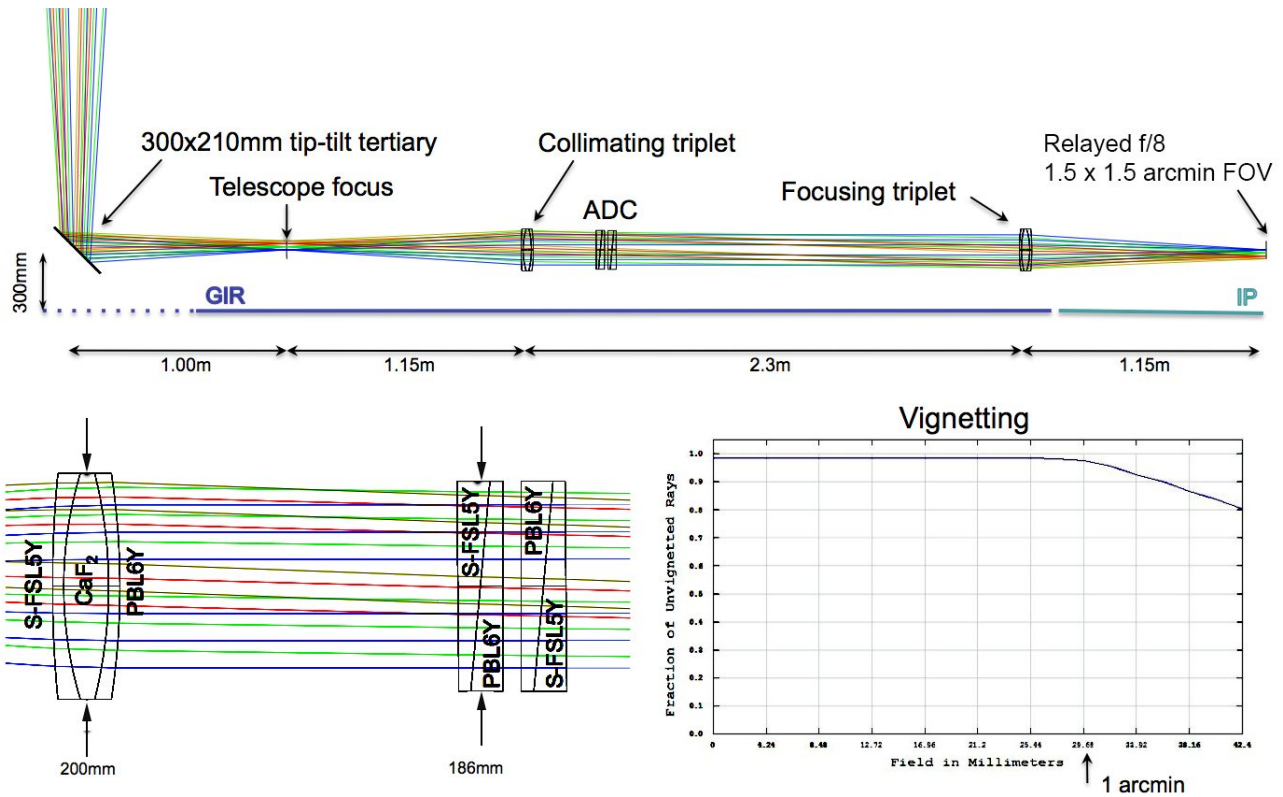 300x210mm tip-tilt tertiary
Telescope focus
Collimating triplet
ADC
Focusing triplet
Relayed f/8
1.5 x 1.5 arcmin FOV
300mm
GIR
IP
1.00m
1.15m
2.3m
1.15m
S-FSL5Y
CaF₂
PBL6Y
S-FSL5Y
PBL6Y
PBL6Y
S-FSL5Y
200mm
186mm
Vignetting
Fraction of Unvignetted Rays
1.0
0.9
0.8
0.7
0.6
0.5
0.4
0.3
0.2
0.1
0.0
0
8.48
12.72
16.96
21.2
25.44
29.68
38.16
42.4
Field in Millimeters
1 arcmin